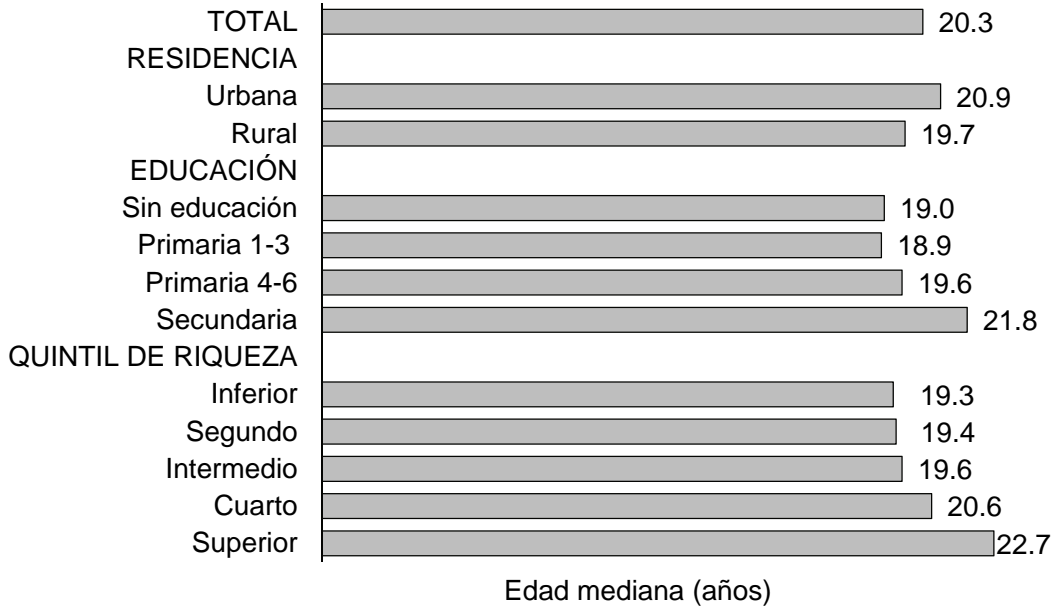 TOTAL 20.3
RESIDENCIA
Urbana 20.9
Rural 19.7
EDUCACIÓN
Sin educación 19.0
Primaria 1-3 18.9
Primaria 4-6 19.6
Secundaria 21.8
QUINTIL DE RIQUEZA
Inferior 19.3
Segundo 19.4
Intermedio 19.6
Cuarto 20.6
Superior 22.7
Edad mediana (años)